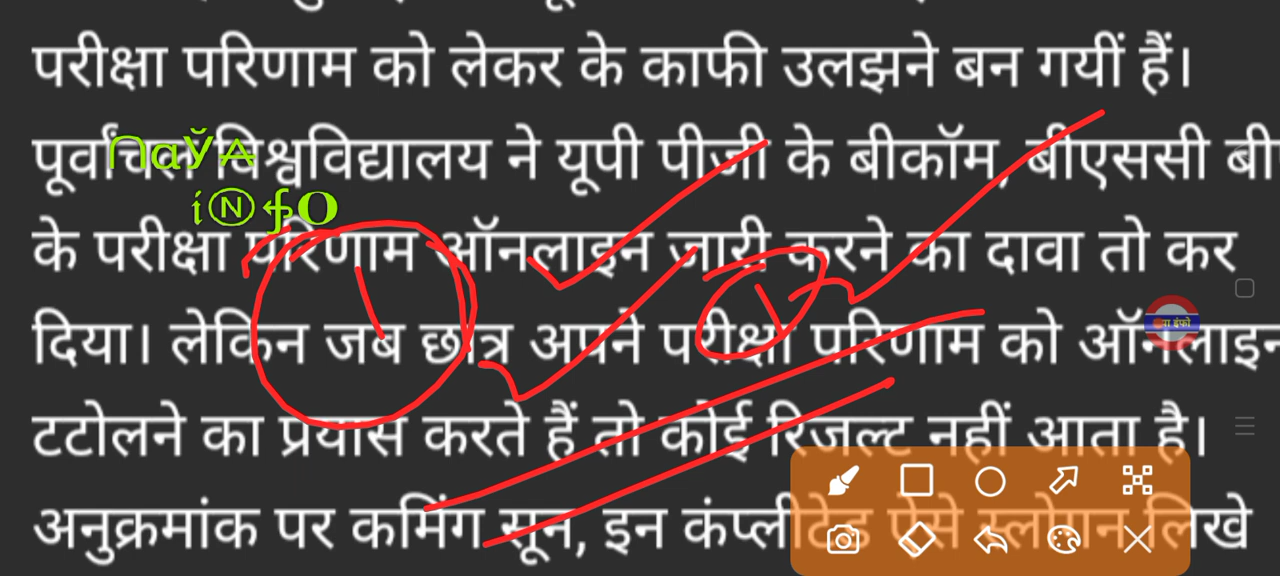 परीक्षा परिणाम को लेकर के काफी उलझने बन गयीं हैं।
पूर्वांचल विश्वविद्यालय ने यूपी पीजी के बीकॉम, बीएससी बी
NaYA
iNfO
के परीक्षा परिणाम ऑनलाइन जारी करने का दावा तो कर
दिया। लेकिन जब छात्र अपने परीक्षा परिणाम को ऑनलाइन
टटोलने का प्रयास करते हैं तो कोई रिजल्ट नहीं आता है।
अनुक्रमांक पर कमिंग सून, इन कंप्लीटेड ऐसे स्लोगन लिखे